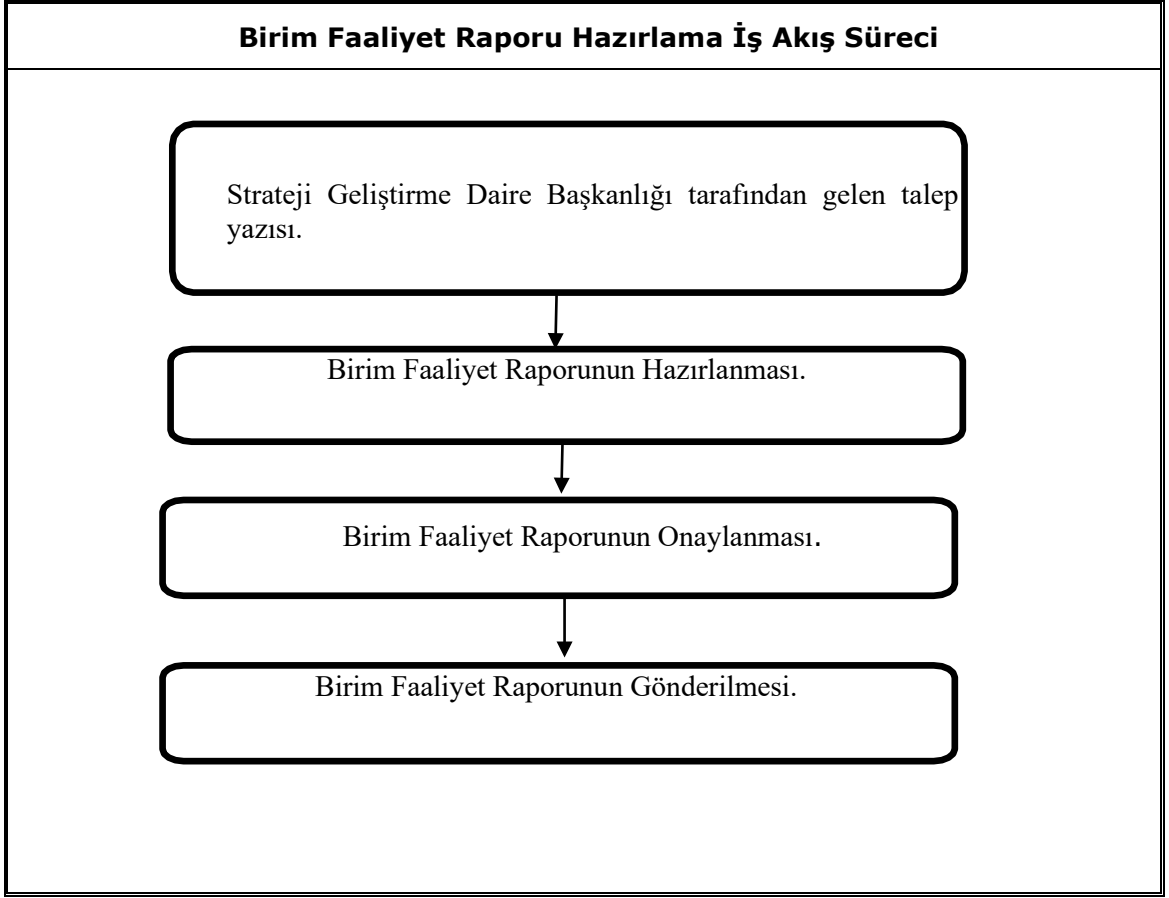 Birim Faaliyet Raporu Hazırlama İş Akış Süreci
Strateji Geliştirme Daire Başkanlığı tarafından gelen talep
yazısı.
Birim Faaliyet Raporunun Hazırlanması.
Birim Faaliyet Raporunun Onaylanması.
Birim Faaliyet Raporunun Gönderilmesi.